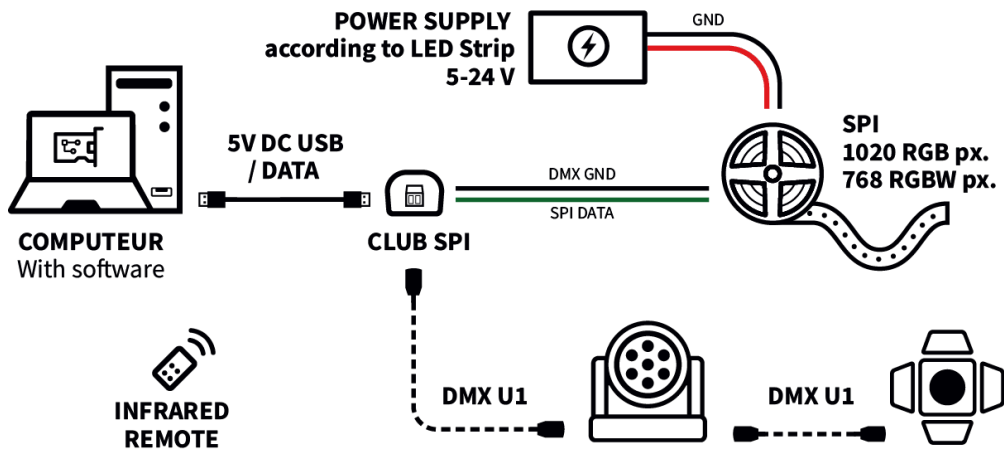 POWER SUPPLY
according to LED Strip
5-24 V
GND
5V DC USB
/ DATA
DMX GND
SPI DATA
SPI
1020 RGB px.
768 RGBW px.
COMPUTEUR
With software
CLUB SPI
INFRARED
REMOTE
DMX U1
DMX U1